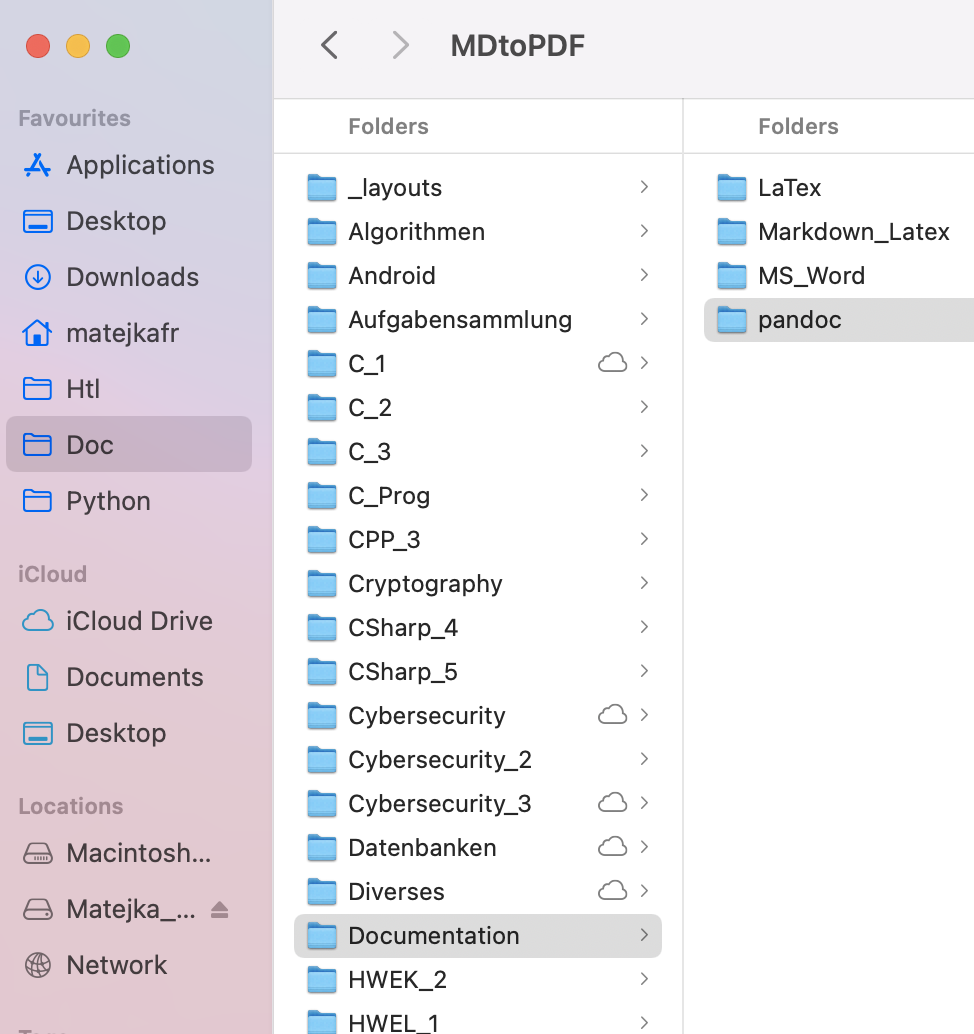 MDtoPDF
Favourites
Applications
Desktop
Downloads
matejkafr
Htl
Doc
Python
iCloud
iCloud Drive
Documents
Desktop
Locations
Macintosh...
Matejka_...
Network
Folders
_layouts
Algorithmen
Android
Aufgabensammlung
C_1
C_2
C_3
C_Prog
CPP_3
Cryptography
CSharp_4
CSharp_5
Cybersecurity
Cybersecurity_2
Cybersecurity_3
Datenbanken
Diverses
Documentation
HWEK_2
HWEL_1
Folders
LaTex
Markdown_Latex
MS_Word
pandoc